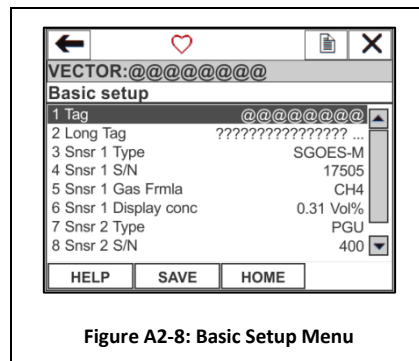 VECTOR:@@@@@@@@
Basic setup
1 Tag @@@@@@@@
2 Long Tag ???????????????? ...
3 Snsr 1 Type SGOES-M
4 Snsr 1 S/N 17505
5 Snsr 1 Gas Frmla CH4
6 Snsr 1 Display conc 0.31 Vol%
7 Snsr 2 Type PGU
8 Snsr 2 S/N 400
HELP SAVE HOME
Figure A2-8: Basic Setup Menu